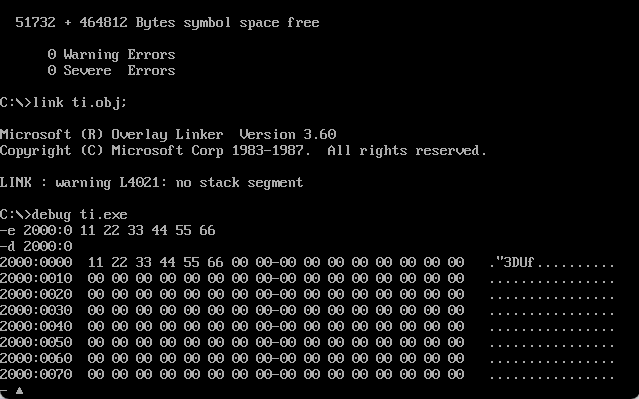 51732 + 464812 Bytes symbol space free
0 Warning Errors
0 Severe  Errors
C:\>link ti.obj;
Microsoft (R) Overlay Linker  Version 3.60
Copyright (C) Microsoft Corp 1983-1987.  All rights reserved.
LINK : warning L4021: no stack segment
C:\>debug ti.exe
-e 2000:0 11 22 33 44 55 66
-d 2000:0
2000:0000  11 22 33 44 55 66 00 00-00 00 00 00 00 00 00 00   ."3DUf..........
2000:0010  00 00 00 00 00 00 00 00-00 00 00 00 00 00 00 00   ................
2000:0020  00 00 00 00 00 00 00 00-00 00 00 00 00 00 00 00   ................
2000:0030  00 00 00 00 00 00 00 00-00 00 00 00 00 00 00 00   ................
2000:0040  00 00 00 00 00 00 00 00-00 00 00 00 00 00 00 00   ................
2000:0050  00 00 00 00 00 00 00 00-00 00 00 00 00 00 00 00   ................
2000:0060  00 00 00 00 00 00 00 00-00 00 00 00 00 00 00 00   ................
2000:0070  00 00 00 00 00 00 00 00-00 00 00 00 00 00 00 00   ................
- ▲